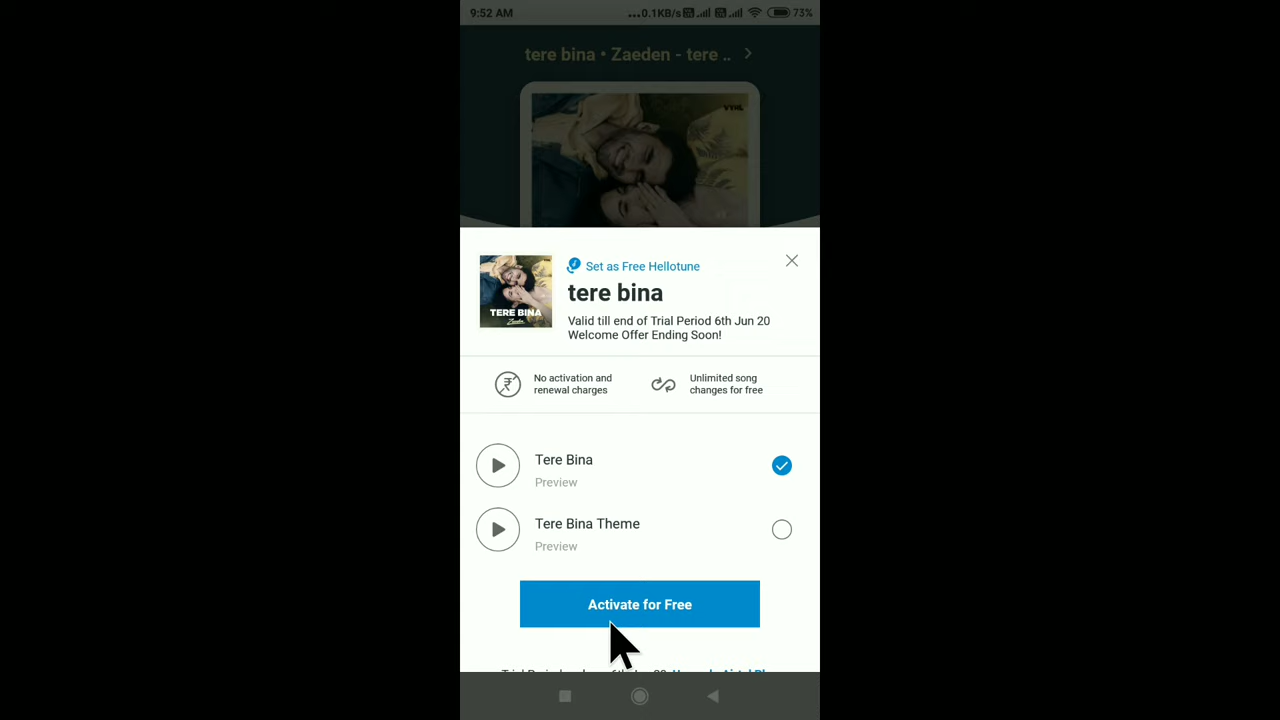 9:52 AM
...0.1KB/s
73%
tere bina • Zaeden - tere ..
VYRL
TERE BINA
Zaeden
Set as Free Hellotune
tere bina
Valid till end of Trial Period 6th Jun 20
Welcome Offer Ending Soon!
No activation and
renewal charges
Unlimited song
changes for free
Tere Bina
Preview
Tere Bina Theme
Preview
Activate for Free